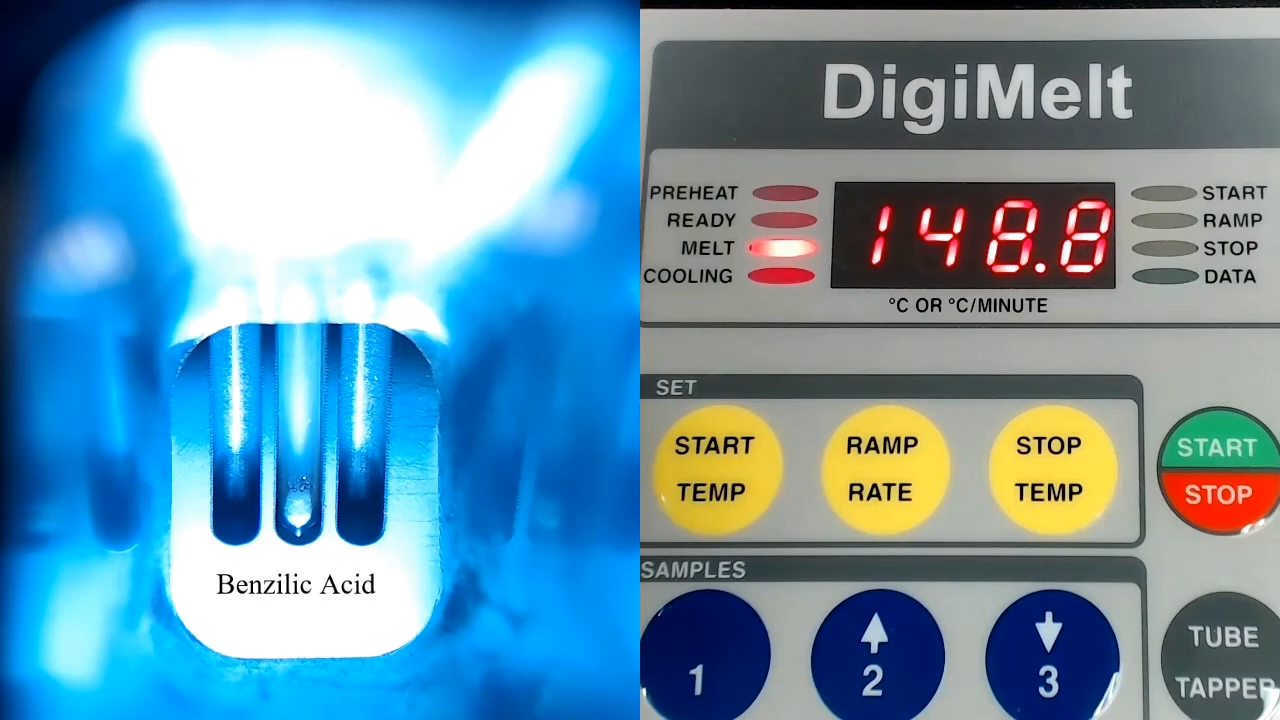 Benzilic Acid
DigiMelt
PREHEAT
READY
MELT
COOLING
148.8
START
RAMP
STOP
DATA
°C OR °C/MINUTE
SET
START
TEMP
RAMP
RATE
STOP
TEMP
START
STOP
SAMPLES
1
2
3
TUBE
TAPPER